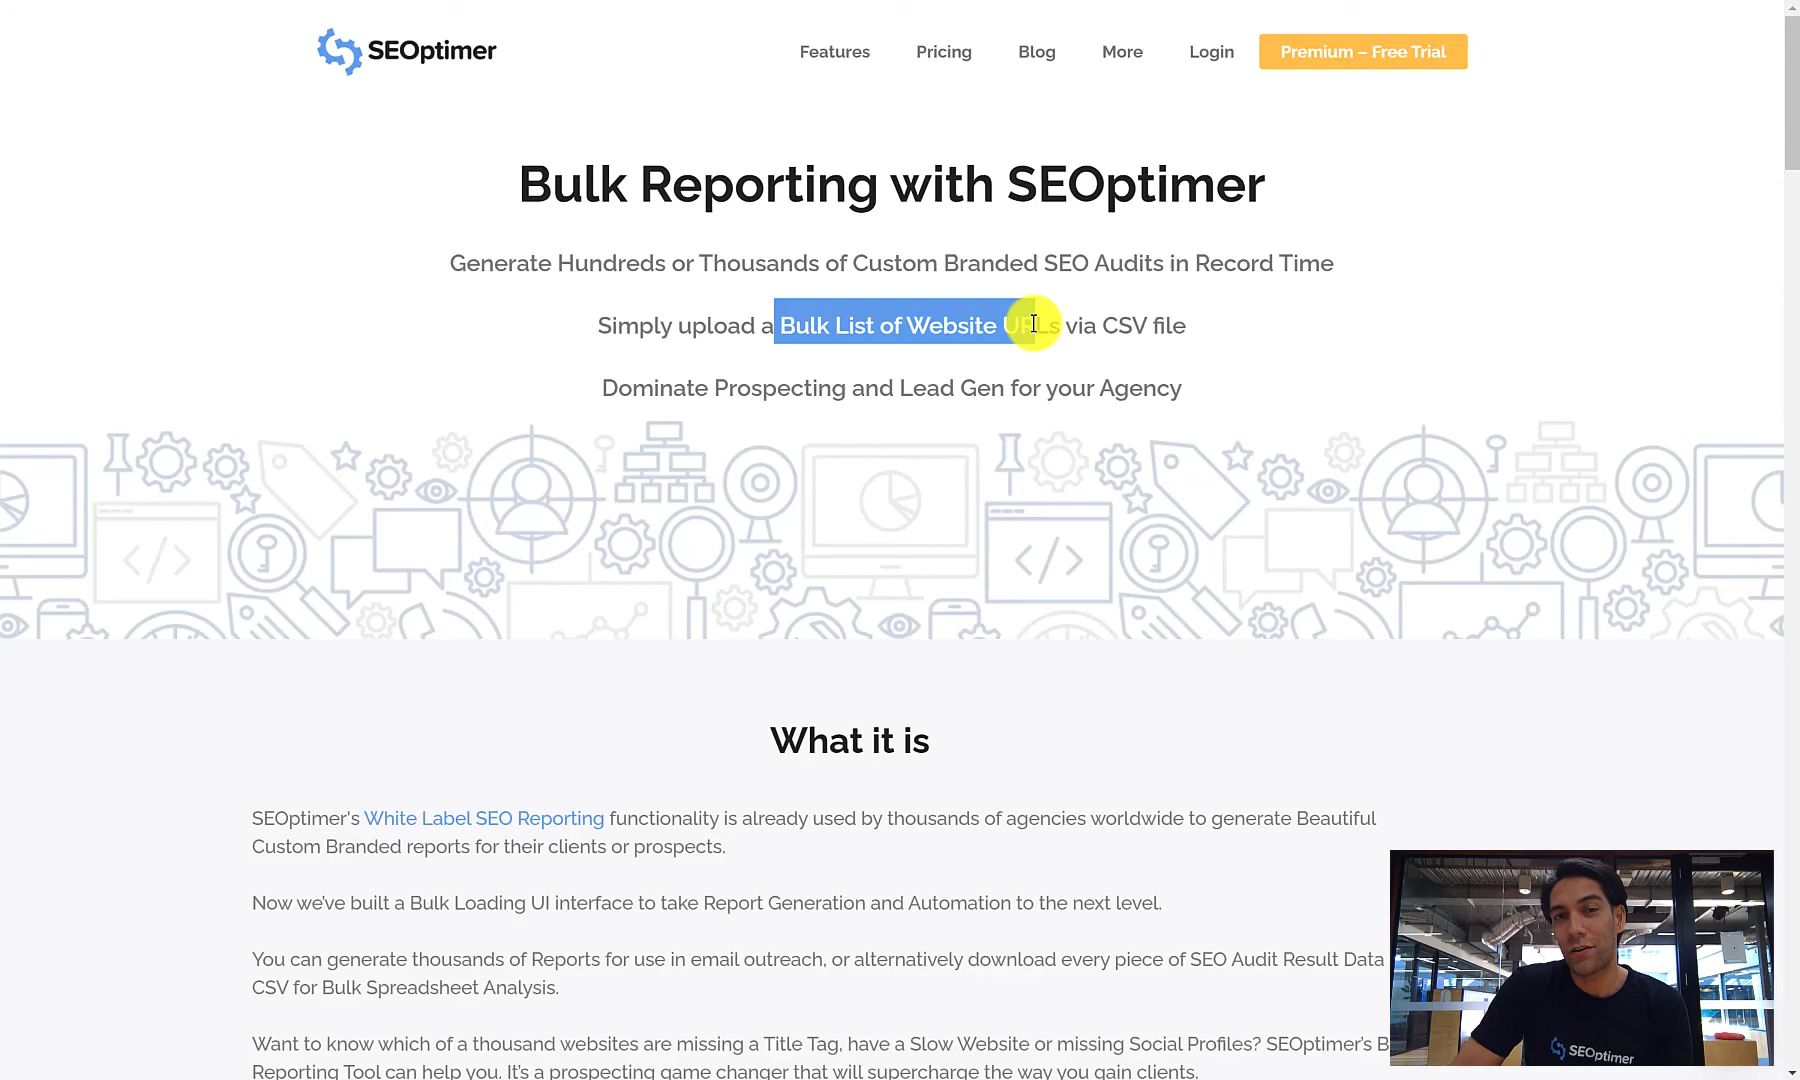 SEOptimer
Features
Pricing
Blog
More
Login
Premium – Free Trial
Bulk Reporting with SEOptimer
Generate Hundreds or Thousands of Custom Branded SEO Audits in Record Time
Simply upload a Bulk List of Website URLs via CSV file
Dominate Prospecting and Lead Gen for your Agency
What it is
SEOptimer's White Label SEO Reporting functionality is already used by thousands of agencies worldwide to generate Beautiful
Custom Branded reports for their clients or prospects.
Now we've built a Bulk Loading UI interface to take Report Generation and Automation to the next level.
You can generate thousands of Reports for use in email outreach, or alternatively download every piece of SEO Audit Result Data
CSV for Bulk Spreadsheet Analysis.
Want to know which of a thousand websites are missing a Title Tag, have a Slow Website or missing Social Profiles? SEOptimer's B
Reporting Tool can help you. It's a prospecting game changer that will supercharge the way you gain clients.
SEOptimer